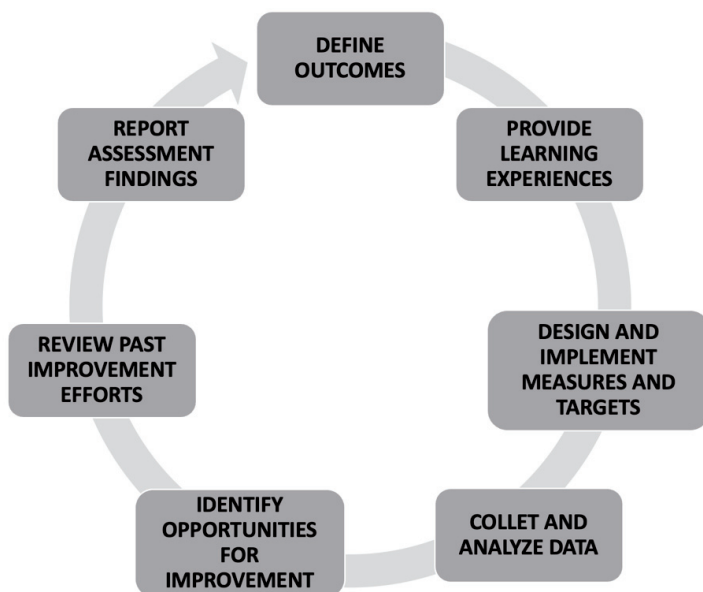 DEFINE
OUTCOMES
PROVIDE
LEARNING
EXPERIENCES
DESIGN AND
IMPLEMENT
MEASURES AND
TARGETS
COLLET AND
ANALYZE DATA
IDENTIFY
OPPORTUNITIES
FOR
IMPROVEMENT
REVIEW PAST
IMPROVEMENT
EFFORTS
REPORT
ASSESSMENT
FINDINGS